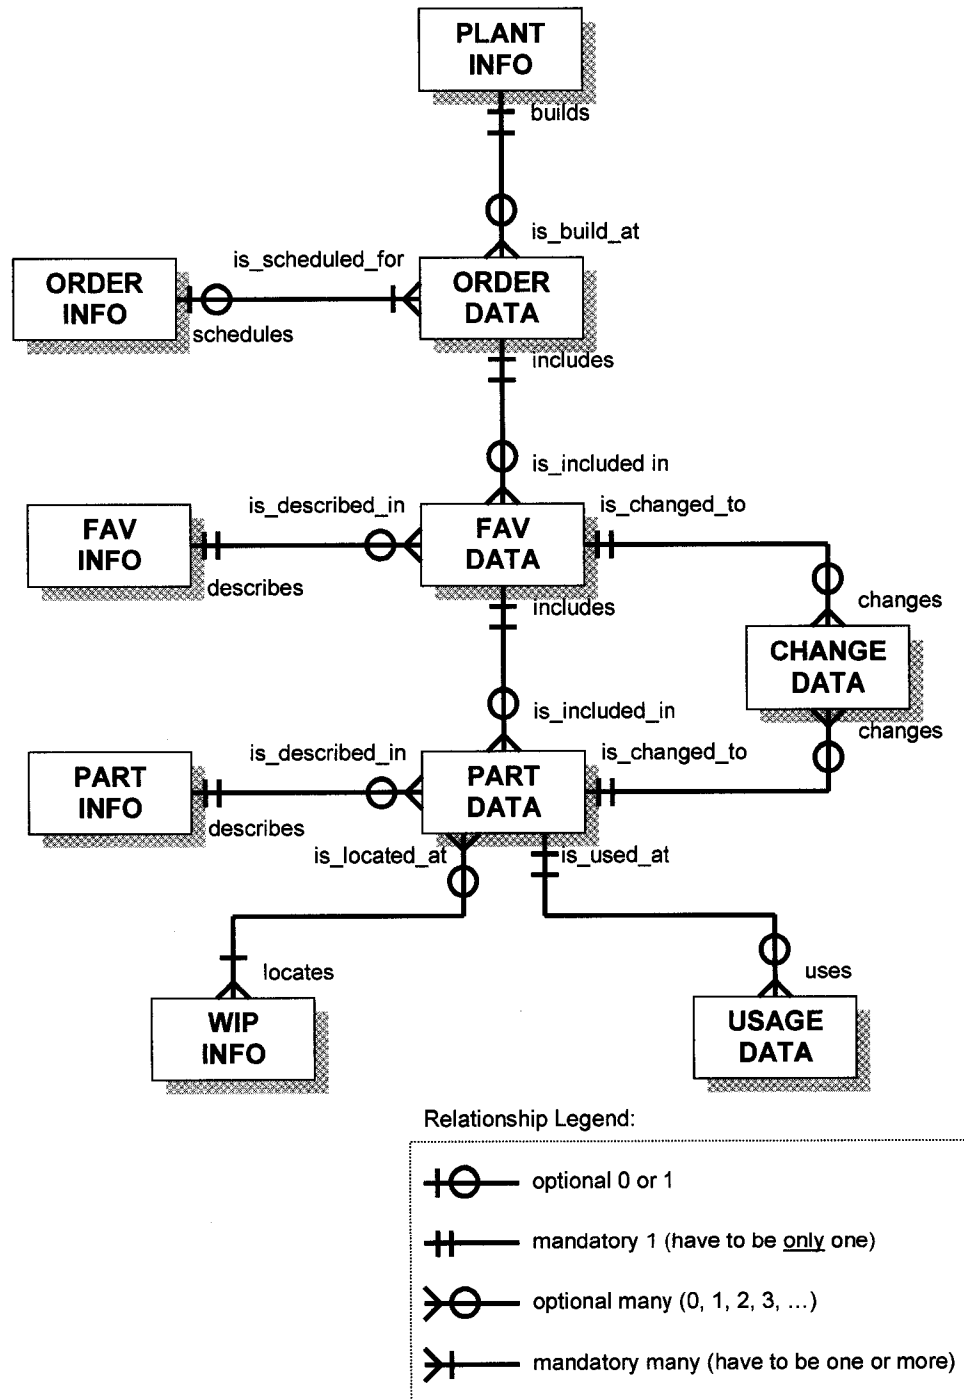 PLANT
INFO
builds
is_build_at
is_scheduled_for
ORDER
INFO
schedules
ORDER
DATA
includes
is_included in
is_described_in
is_changed_to
FAV
INFO
describes
FAV
DATA
includes
changes
CHANGE
DATA
changes
is_included_in
is_described_in
is_changed_to
PART
INFO
describes
PART
DATA
is_located_at
is_used_at
locates
uses
WIP
INFO
USAGE
DATA
Relationship Legend:
optional 0 or 1
mandatory 1 (have to be only one)
optional many (0, 1, 2, 3, ...)
mandatory many (have to be one or more)